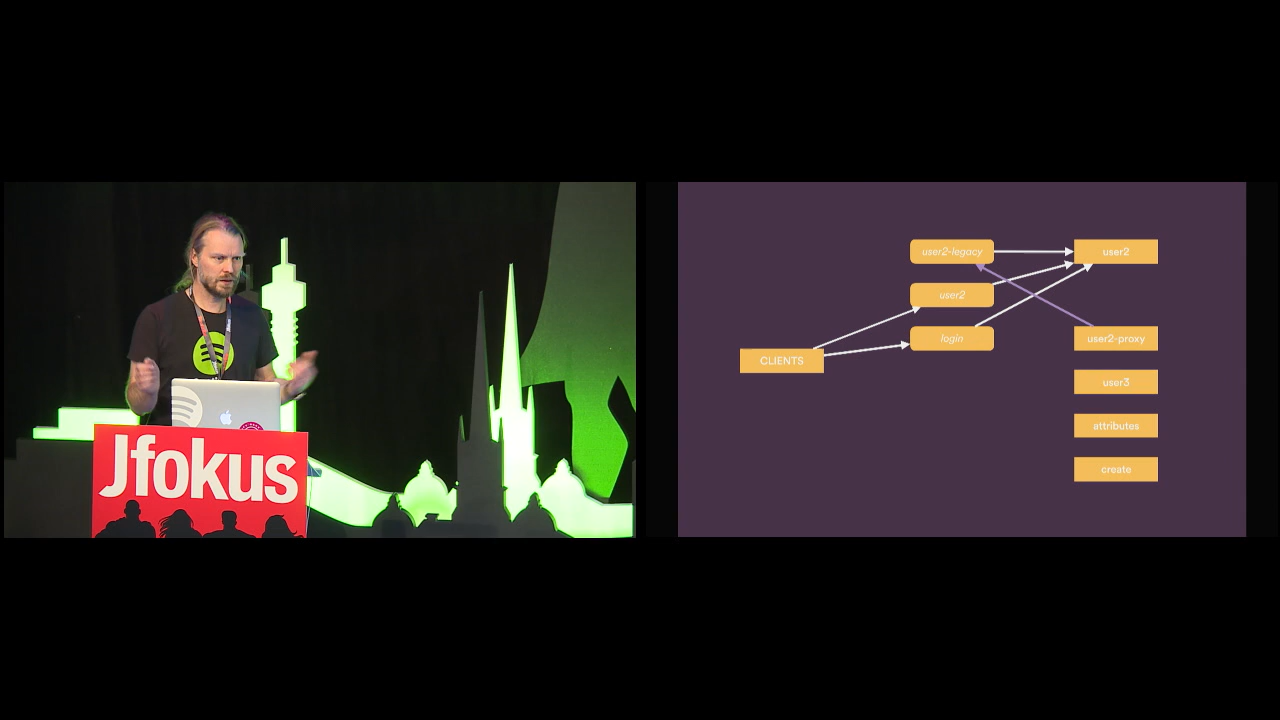 Jfokus
user2-legacy
user2
user2
login
user2-proxy
CLIENTS
user3
attributes
create